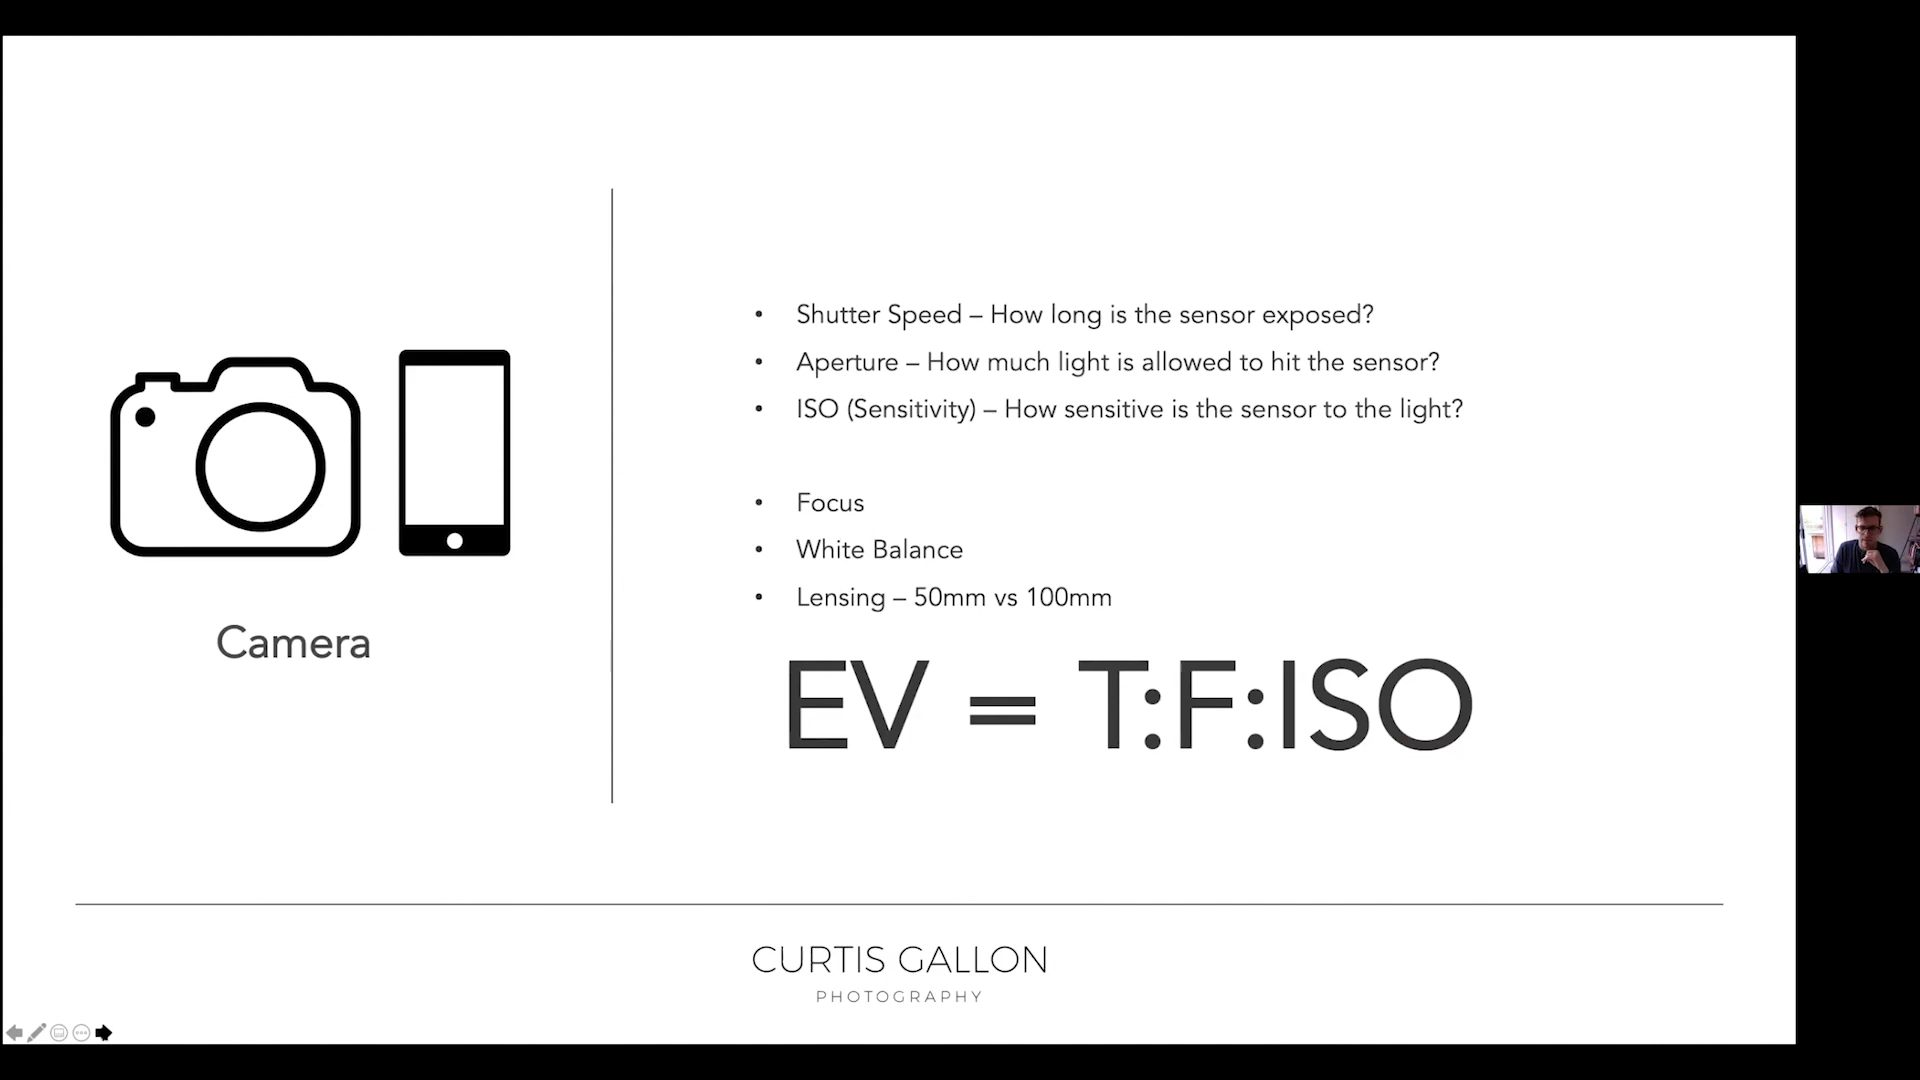 Camera
• Shutter Speed – How long is the sensor exposed?
• Aperture – How much light is allowed to hit the sensor?
• ISO (Sensitivity) – How sensitive is the sensor to the light?
• Focus
• White Balance
• Lensing – 50mm vs 100mm
EV = T:F:ISO
CURTIS GALLON
PHOTOGRAPHY